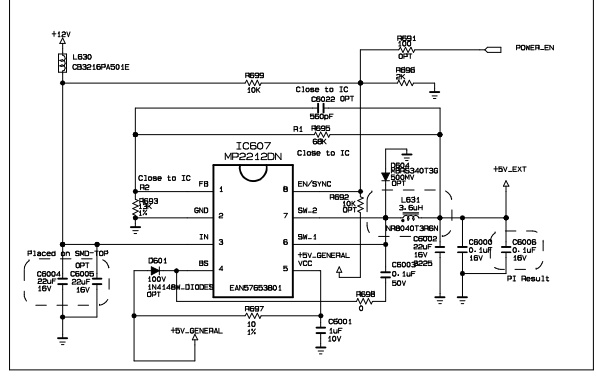 +12V
L630
CB3216PA501E
R691
100
OPT
POWER_EN
R696
2K
R699
10K
Close to IC
C6022 OPT
560pF
R1 R695
68K
IC607
MP2212DN
Close to IC
D604
500MV
OPT
+5V_EXT
Close to IC
R2
R693
13K
1%
FB 1
GND 2
IN 3
BS 4
8 EN/SYNC
7 SW_2
6 SW_1
5 VCC
EAN57653801
R692
10K
OPT
L631
3.6uH
NR8040T3R6N
C6002
22uF
16V
C6000
0.1uF
16V
C6006
0.1uF
16V
PI Result
Placed on SMD-TOP
OPT
C6004
22uF
16V
C6005
22uF
16V
D601
100V
1N4148W_DIODES
OPT
+5V_GENERAL
C6003
0.1uF
50V
R698
0
R697
10
1%
C6001
1uF
10V
+5V_GENERAL